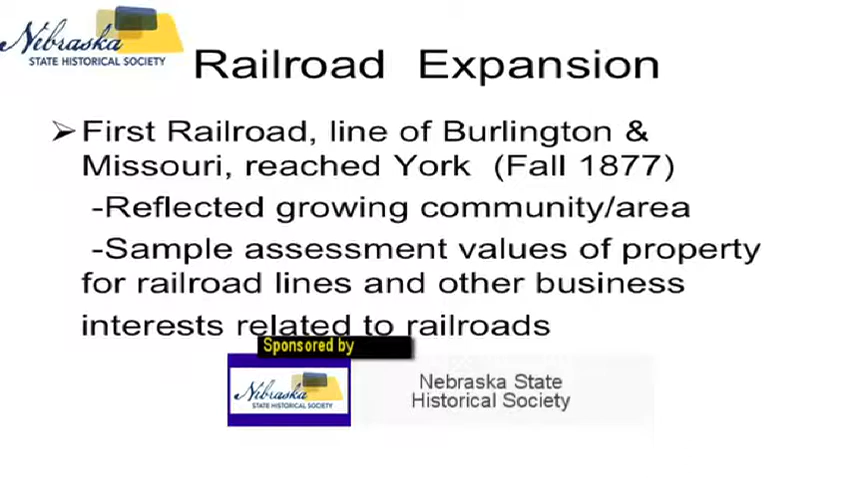 Nebraska
STATE HISTORICAL SOCIETY
Railroad Expansion
➢First Railroad, line of Burlington &
Missouri, reached York (Fall 1877)
-Reflected growing community/area
-Sample assessment values of property
for railroad lines and other business
interests related to railroads
Sponsored by
Nebraska
STATE HISTORICAL SOCIETY
Nebraska State
Historical Society